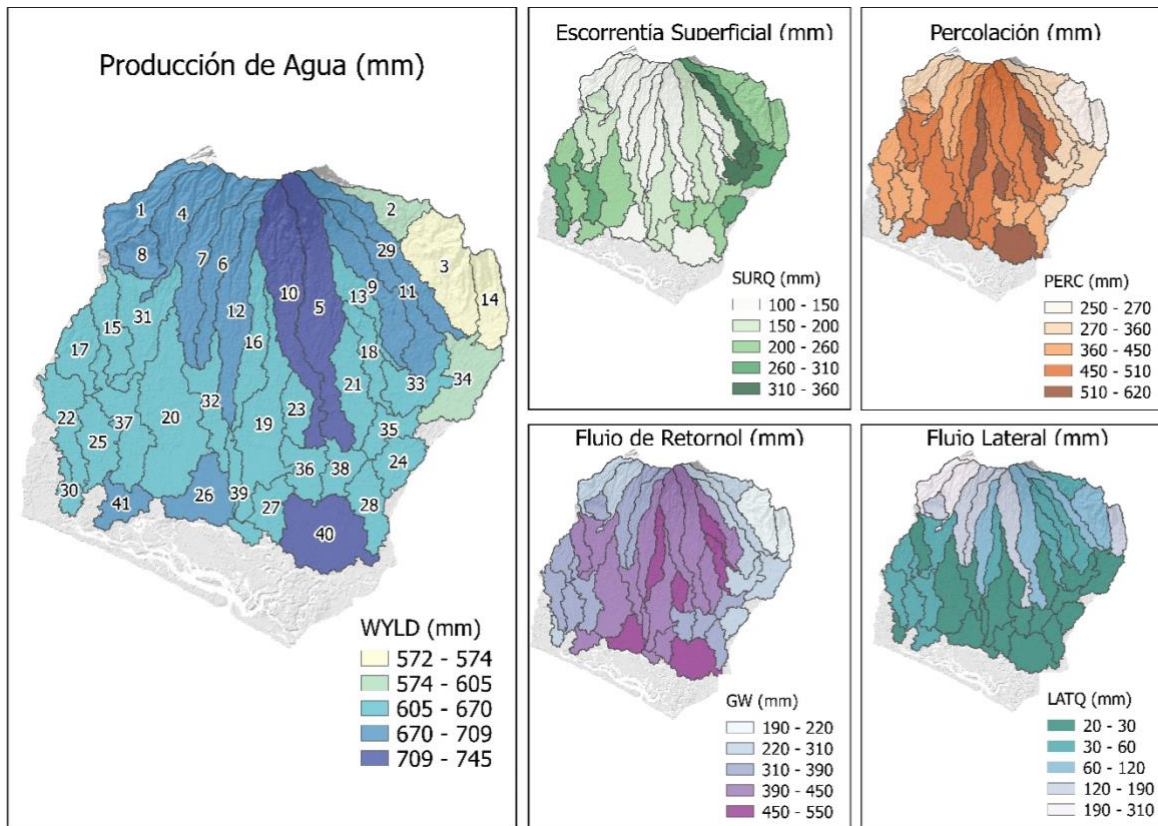 Producción de Agua (mm)
1
4
2
8
7
6
29
3
10
5
9
11
14
13
12
31
15
16
17
18
33
34
21
22
37
20
32
19
23
25
35
24
36
38
30
41
26
39
27
28
40
WYLD (mm)
572 - 574
574 - 605
605 - 670
670 - 709
709 - 745
Escorrentía Superficial (mm)
SURQ (mm)
100 - 150
150 - 200
200 - 260
260 - 310
310 - 360
Percolación (mm)
PERC (mm)
250 - 270
270 - 360
360 - 450
450 - 510
510 - 620
Flujo de Retornol (mm)
GW (mm)
190 - 220
220 - 310
310 - 390
390 - 450
450 - 550
Flujo Lateral (mm)
LATQ (mm)
20 - 30
30 - 60
60 - 120
120 - 190
190 - 310